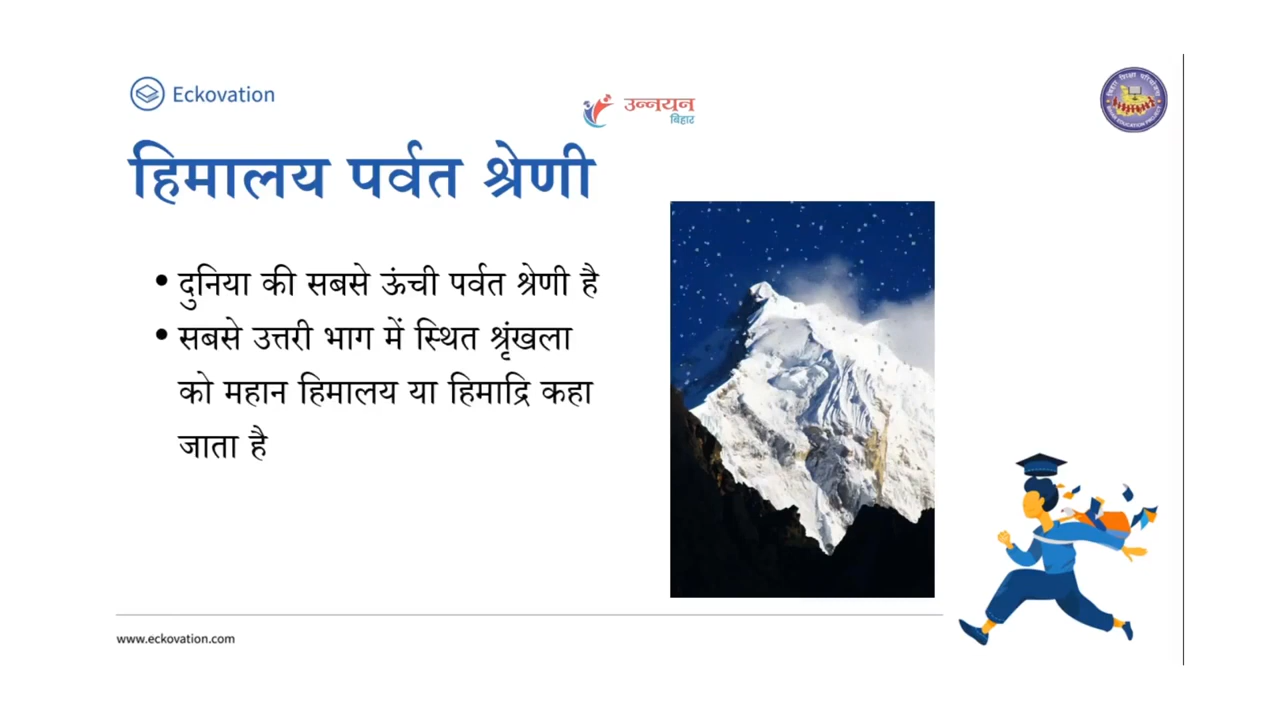 Eckovation
उन्नयन
बिहार
हिमालय पर्वत श्रेणी
• दुनिया की सबसे ऊंची पर्वत श्रेणी है
• सबसे उत्तरी भाग में स्थित श्रृंखला
को महान हिमालय या हिमाद्रि कहा
जाता है
www.eckovation.com